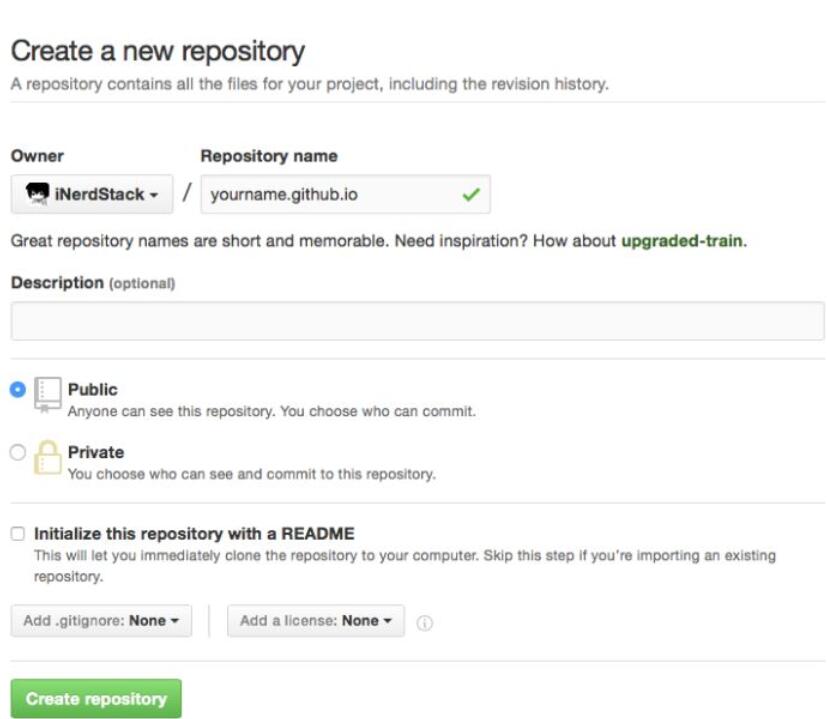 Create a new repository
A repository contains all the files for your project, including the revision history.
Owner
Repository name
iNerdStack
/
yourname.github.io
Great repository names are short and memorable. Need inspiration? How about upgraded-train.
Description (optional)
Public
Anyone can see this repository. You choose who can commit.
Private
You choose who can see and commit to this repository.
Initialize this repository with a README
This will let you immediately clone the repository to your computer. Skip this step if you're importing an existing
repository.
Add .gitignore: None
Add a license: None
Create repository